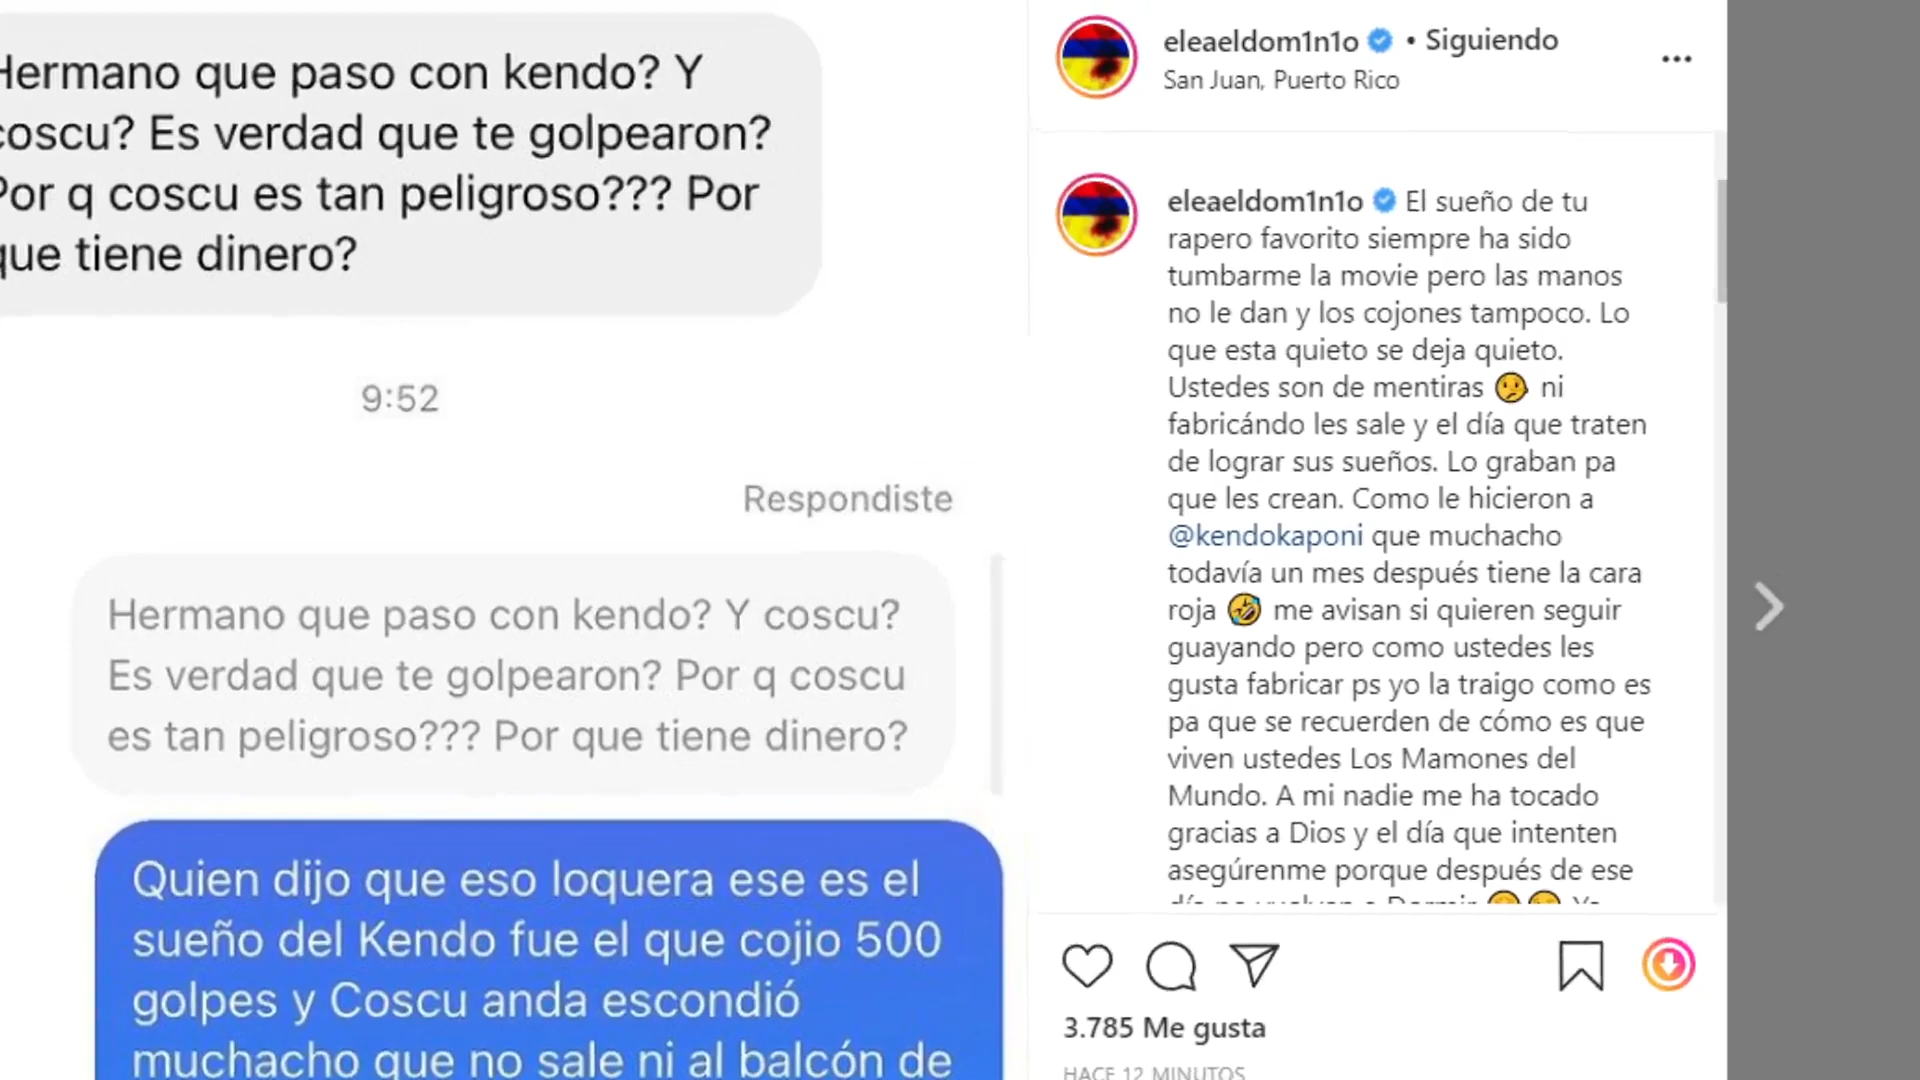 Hermano que paso con kendo? Y
coscu? Es verdad que te golpearon?
Por q coscu es tan peligroso??? Por
que tiene dinero?
9:52
Respondiste
Hermano que paso con kendo? Y coscu?
Es verdad que te golpearon? Por q coscu
es tan peligroso??? Por que tiene dinero?
Quien dijo que eso loquera ese es el
sueño del Kendo fue el que cojio 500
golpes y Coscu anda escondió
muchacho que no sale ni al balcón de
eleaeldom1n1o • Siguiendo
San Juan, Puerto Rico
eleaeldom1n1o El sueño de tu
rapero favorito siempre ha sido
tumbarme la movie pero las manos
no le dan y los cojones tampoco. Lo
que esta quieto se deja quieto.
Ustedes son de mentiras 🤥 ni
fabricándo les sale y el día que traten
de lograr sus sueños. Lo graban pa
que les crean. Como le hicieron a
@kendokaponi que muchacho
todavía un mes después tiene la cara
roja 🤣 me avisan si quieren seguir
guayando pero como ustedes les
gusta fabricar ps yo la traigo como es
pa que se recuerden de cómo es que
viven ustedes Los Mamones del
Mundo. A mi nadie me ha tocado
gracias a Dios y el día que intenten
asegúrenme porque después de ese
día no vuelvan a Dormir Ya
3.785 Me gusta
HACE 12 MINUTOS